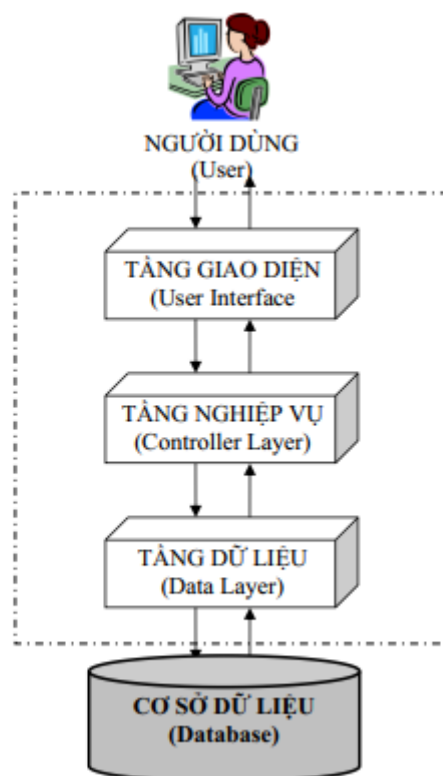 NGƯỜI DÙNG
(User)
TẦNG GIAO DIỆN
(User Interface
TẦNG NGHIỆP VỤ
(Controller Layer)
TẦNG DỮ LIỆU
(Data Layer)
CƠ SỞ DỮ LIỆU
(Database)